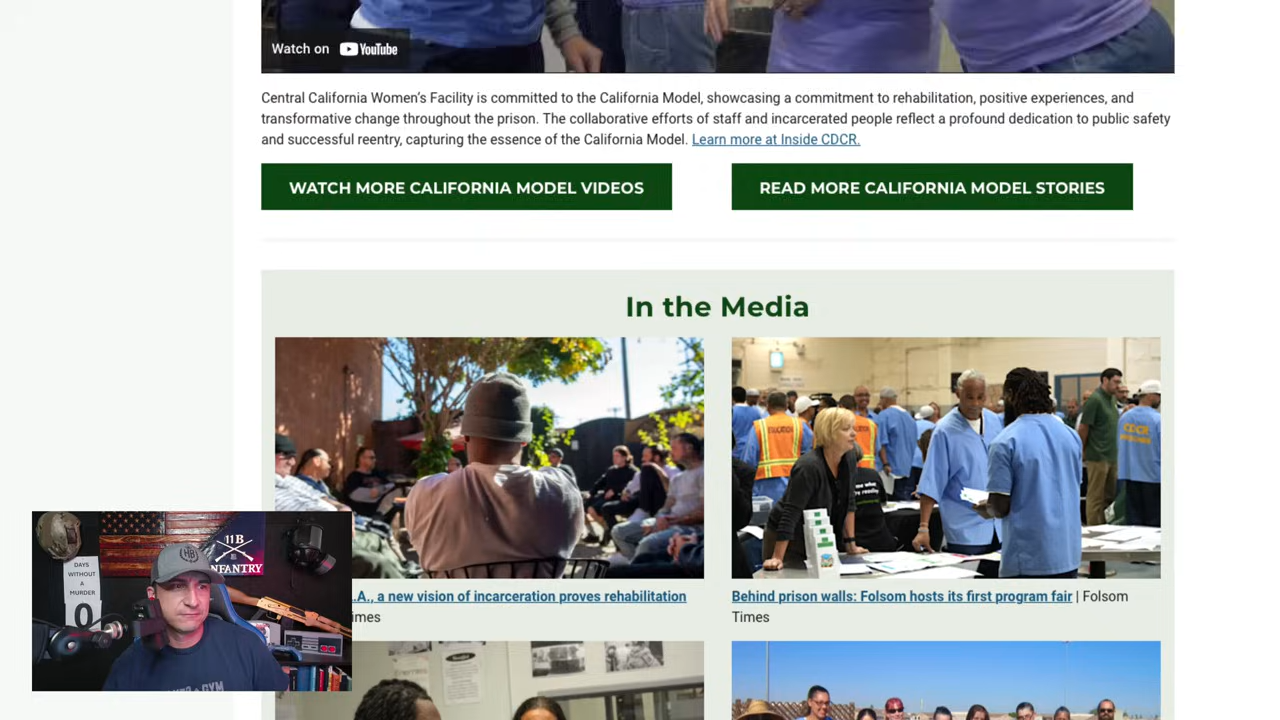 Watch on YouTube
Central California Women's Facility is committed to the California Model, showcasing a commitment to rehabilitation, positive experiences, and
transformative change throughout the prison. The collaborative efforts of staff and incarcerated people reflect a profound dedication to public safety
and successful reentry, capturing the essence of the California Model. Learn more at Inside CDCR.
WATCH MORE CALIFORNIA MODEL VIDEOS
READ MORE CALIFORNIA MODEL STORIES
In the Media
EDUCATION
CDCR
.A., a new vision of incarceration proves rehabilitation
imes
Behind prison walls: Folsom hosts its first program fair | Folsom
Times
11B
INFANTRY
DAYS
WITHOUT
A
MURDER
0
HB
GYM